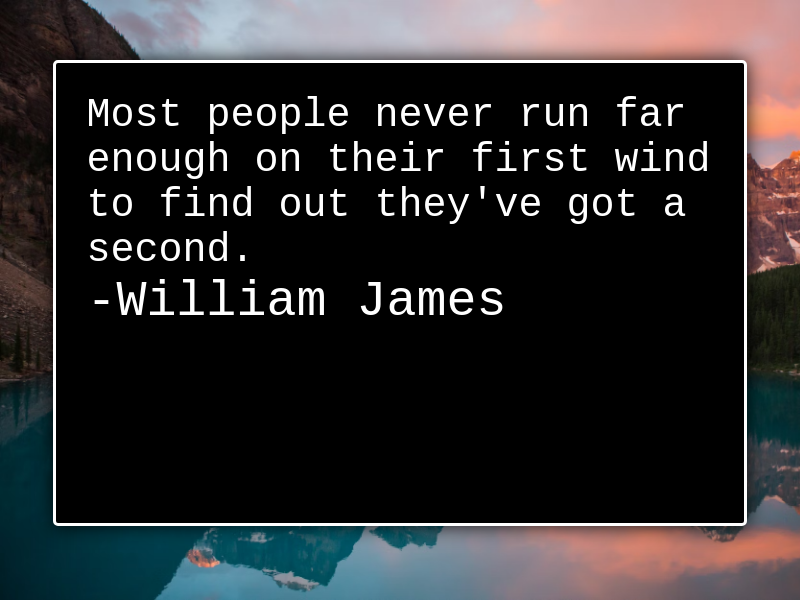 Most people never run far
enough on their first wind
to find out they've got a
second.
-William James